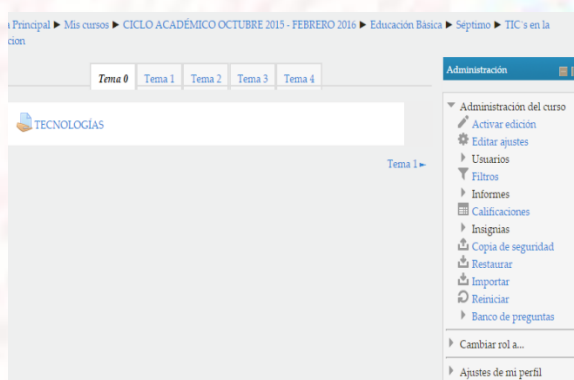 Principal ► Mis cursos ► CICLO ACADÉMICO OCTUBRE 2015 - FEBRERO 2016 ► Educación Básica ► Séptimo ► TIC's en la
cion
Tema 0 Tema 1 Tema 2 Tema 3 Tema 4
TECNOLOGÍAS
Tema 1 ►
Administración
Administración del curso
Activar edición
Editar ajustes
Usuarios
Filtros
Informes
Calificaciones
Insignias
Copia de seguridad
Restaurar
Importar
Reiniciar
Banco de preguntas
Cambiar rol a...
Ajustes de mi perfil